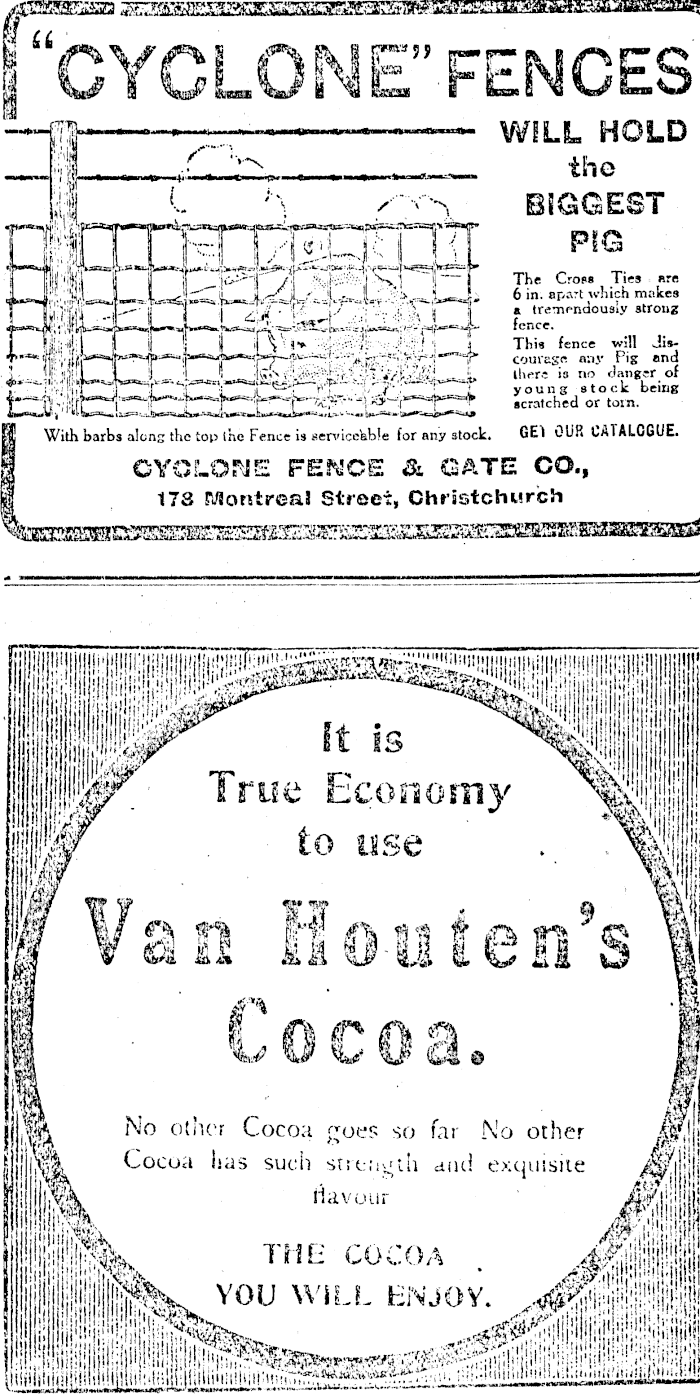 “CYCLONE” FENCES
WILL HOLD
the
BIGGEST
PIG
The Cross Ties are
6 in. apart which makes
a tremendously strong
fence.
This fence will dis-
courage any Pig and
there is no danger of
young stock being
scratched or torn.
GET OUR CATALOGUE.
With barbs along the top the Fence is serviceable for any stock.
CYCLONE FENCE & GATE CO.,
178 Montreal Street, Christchurch
It is
True Economy
to use
Van Houten's
Cocoa.
No other Cocoa goes so far No other
Cocoa has such strength and exquisite
flavour
THE COCOA
YOU WILL ENJOY.